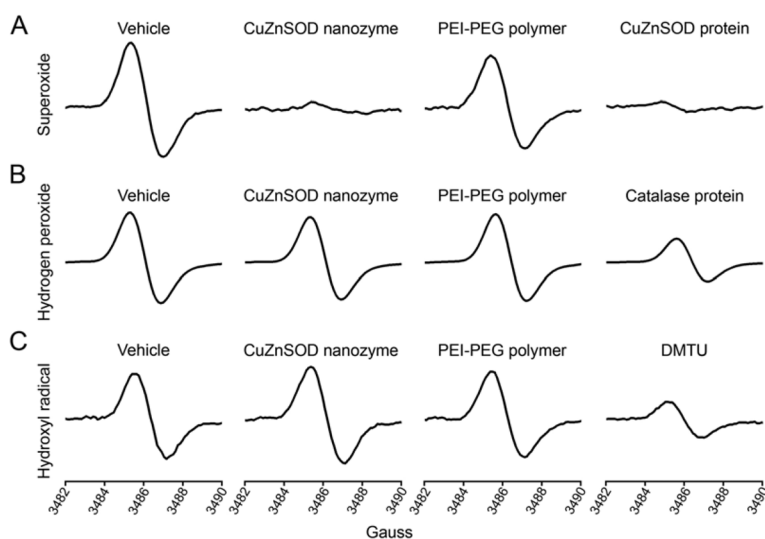 A
Vehicle CuZnSOD nanozyme PEI-PEG polymer CuZnSOD protein
Superoxide
B
Vehicle CuZnSOD nanozyme PEI-PEG polymer Catalase protein
Hydrogen peroxide
C
Vehicle CuZnSOD nanozyme PEI-PEG polymer DMTU
Hydroxyl radical
3482 3484 3486 3488 3490 3482 3484 3486 3488 3490 3482 3484 3486 3488 3490 3482 3484 3486 3488 3490
Gauss